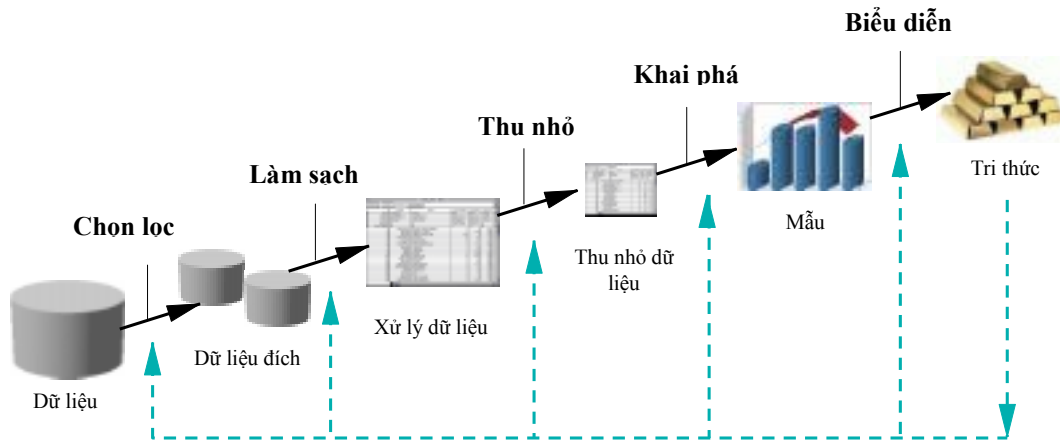 Biểu diễn
Khai phá
Thu nhỏ
Làm sạch
Chọn lọc
Tri thức
Mẫu
Thu nhỏ dữ
liệu
Xử lý dữ liệu
Dữ liệu đích
Dữ liệu